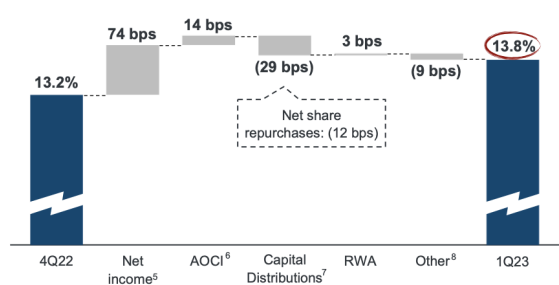 13.2%
74 bps
14 bps
(29 bps)
3 bps
(9 bps)
13.8%
Net share
repurchases: (12 bps)
4Q22
Net
income5
AOCI6
Capital
Distributions7
RWA
Other8
1Q23